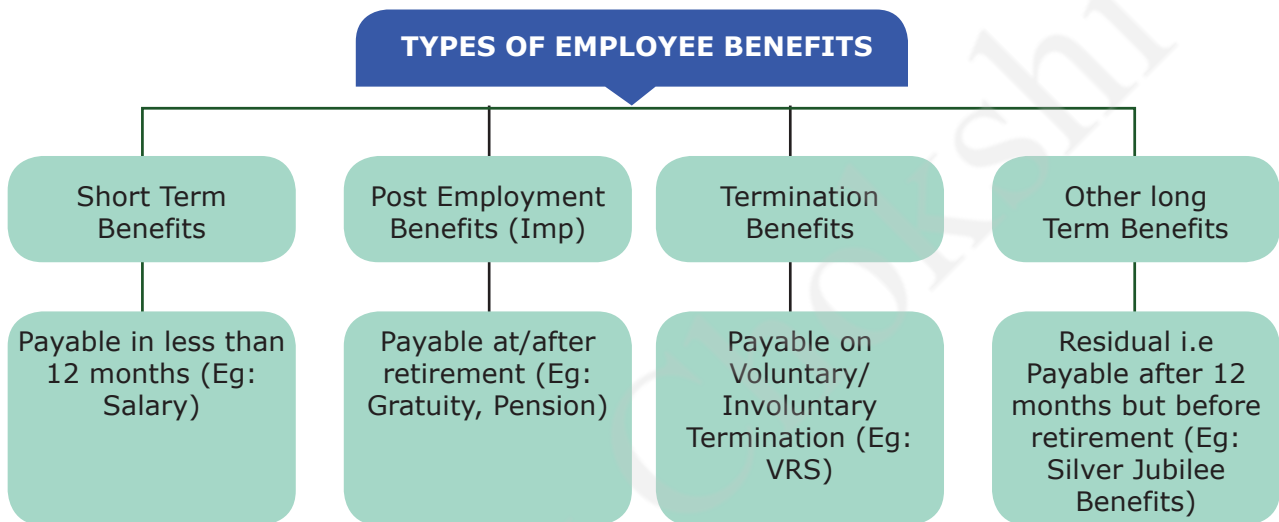 TYPES OF EMPLOYEE BENEFITS
Short Term
Benefits
Post Employment
Benefits (Imp)
Termination
Benefits
Other long
Term Benefits
Payable in less than
12 months (Eg:
Salary)
Payable at/after
retirement (Eg:
Gratuity, Pension)
Payable on
Voluntary/
Involuntary
Termination (Eg:
VRS)
Residual i.e
Payable after 12
months but before
retirement (Eg:
Silver Jubilee
Benefits)
Chokshi